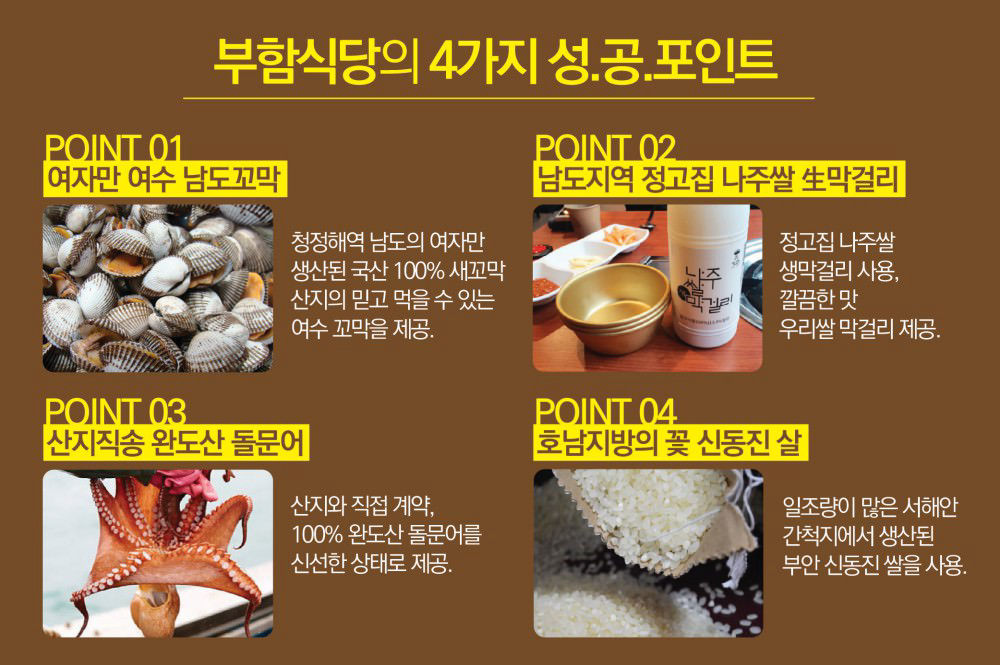 부함식당의 4가지 성.공.포인트
POINT 01
여자만 여수 남도꼬막
청정해역 남도의 여자만
생산된 국산 100% 새꼬막
산지의 믿고 먹을 수 있는
여수 꼬막을 제공.
POINT 02
남도지역 정고집 나주쌀 生막걸리
나주
쌀
막걸리
정고집 나주쌀
생막걸리 사용,
깔끔한 맛
우리쌀 막걸리 제공.
POINT 03
산지직송 완도산 돌문어
산지와 직접 계약,
100% 완도산 돌문어를
신선한 상태로 제공.
POINT 04
호남지방의 꽃 신동진 살
일조량이 많은 서해안
간척지에서 생산된
부안 신동진 쌀을 사용.